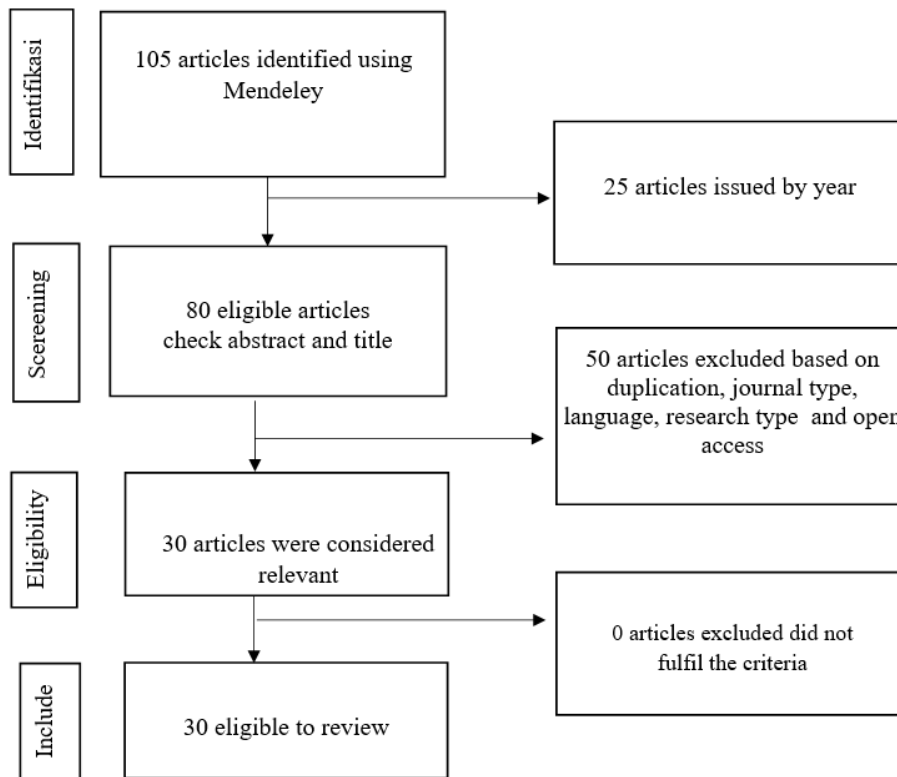 Identifikasi
105 articles identified using
Mendeley
25 articles issued by year
Scereening
80 eligible articles
check abstract and title
50 articles excluded based on
duplication, journal type,
language, research type and open
access
Eligibility
30 articles were considered
relevant
0 articles excluded did not
fulfil the criteria
Include
30 eligible to review